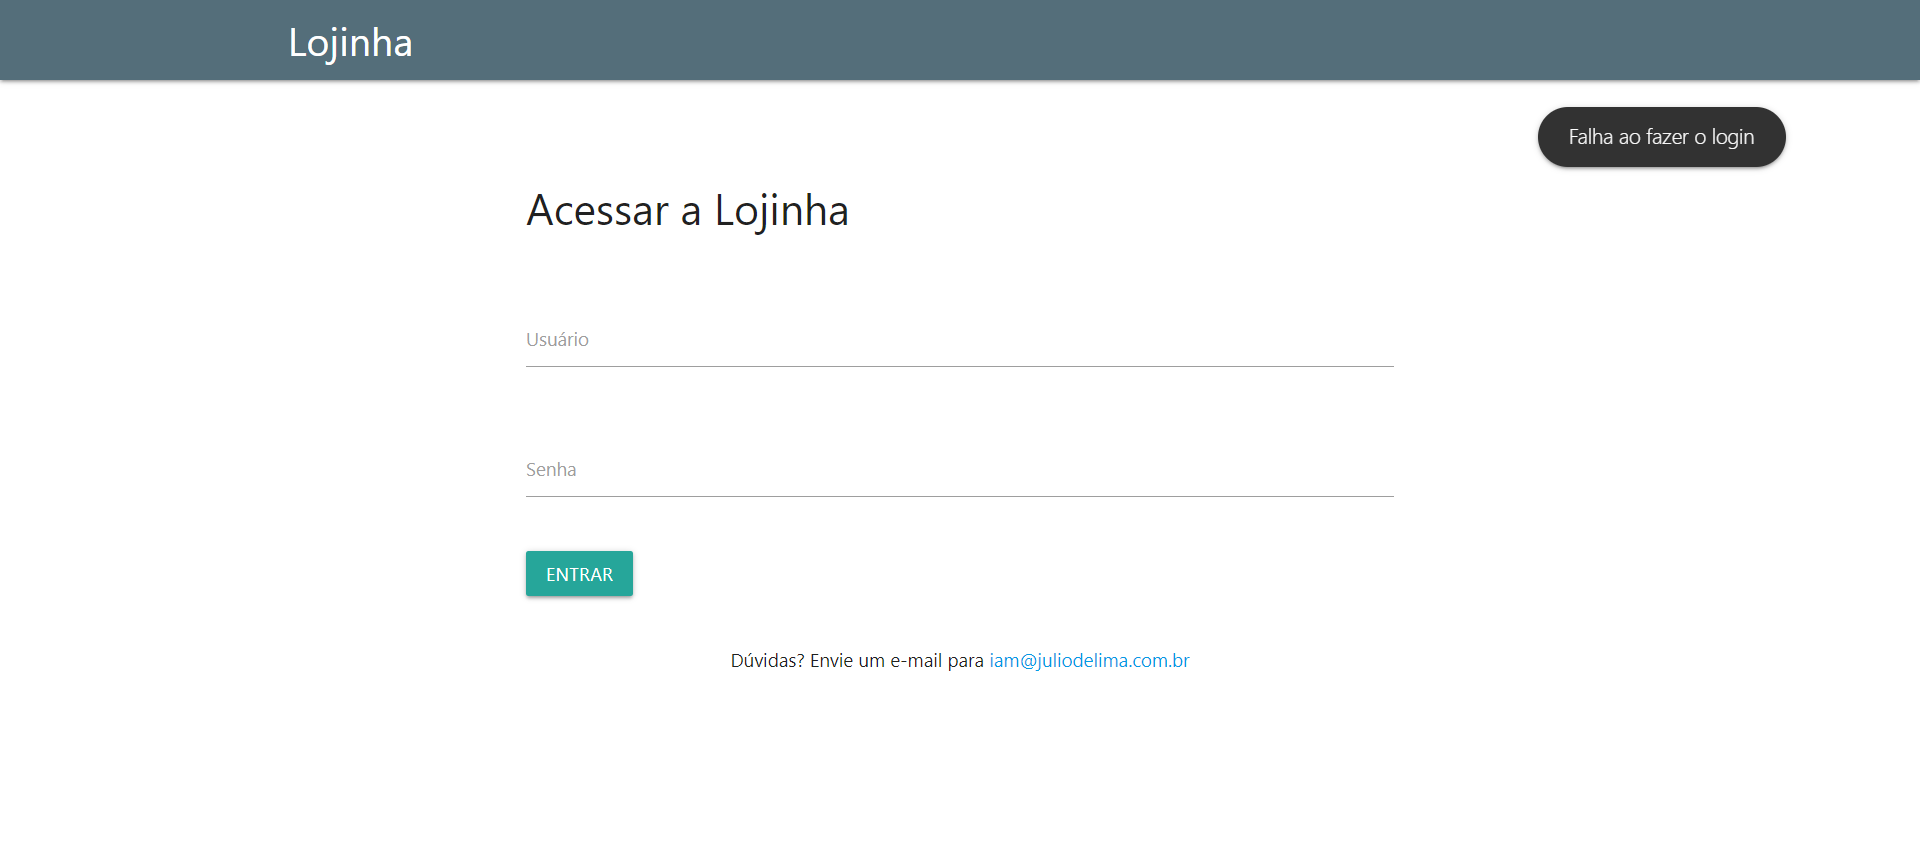 Lojinha
Falha ao fazer o login
Acessar a Lojinha
Usuário
Senha
ENTRAR
Dúvidas? Envie um e-mail para iam@juliodelima.com.br